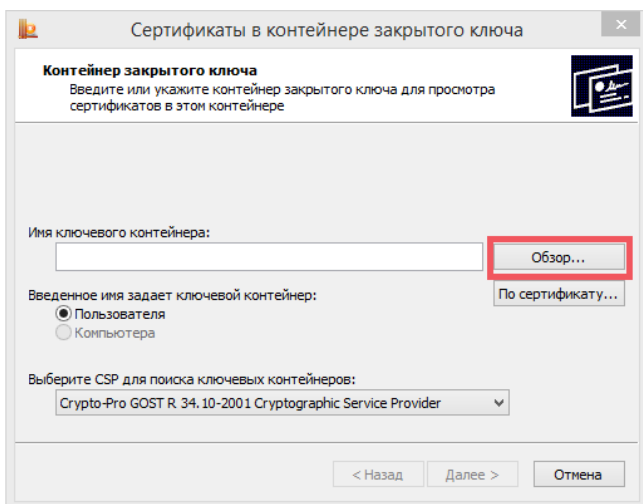 Сертификаты в контейнере закрытого ключа
Контейнер закрытого ключа
Введите или укажите контейнер закрытого ключа для просмотра
сертификатов в этом контейнере
Имя ключевого контейнера:
Обзор...
Введенное имя задает ключевой контейнер:
По сертификату...
Пользователя
Компьютера
Выберите CSP для поиска ключевых контейнеров:
Crypto-Pro GOST R 34.10-2001 Cryptographic Service Provider
< Назад
Далее >
Отмена